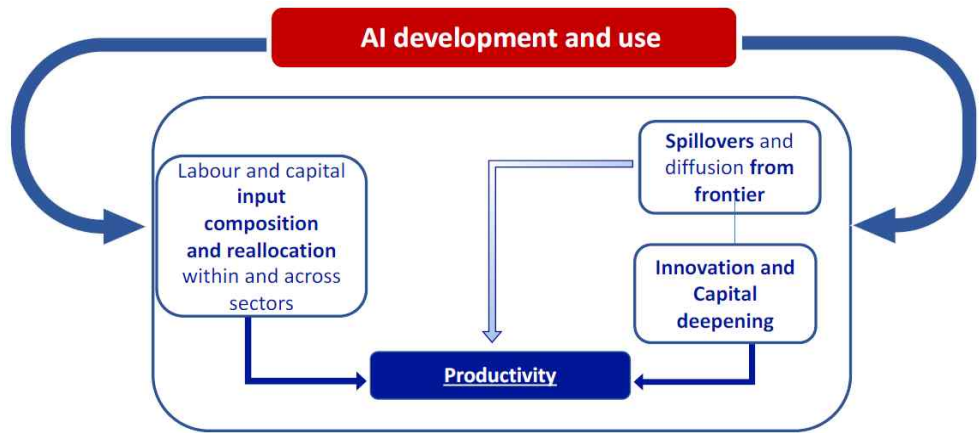 AI development and use
Labour and capital
input
composition
and reallocation
within and across
sectors
Spillovers and
diffusion from
frontier
Innovation and
Capital
deepening
Productivity